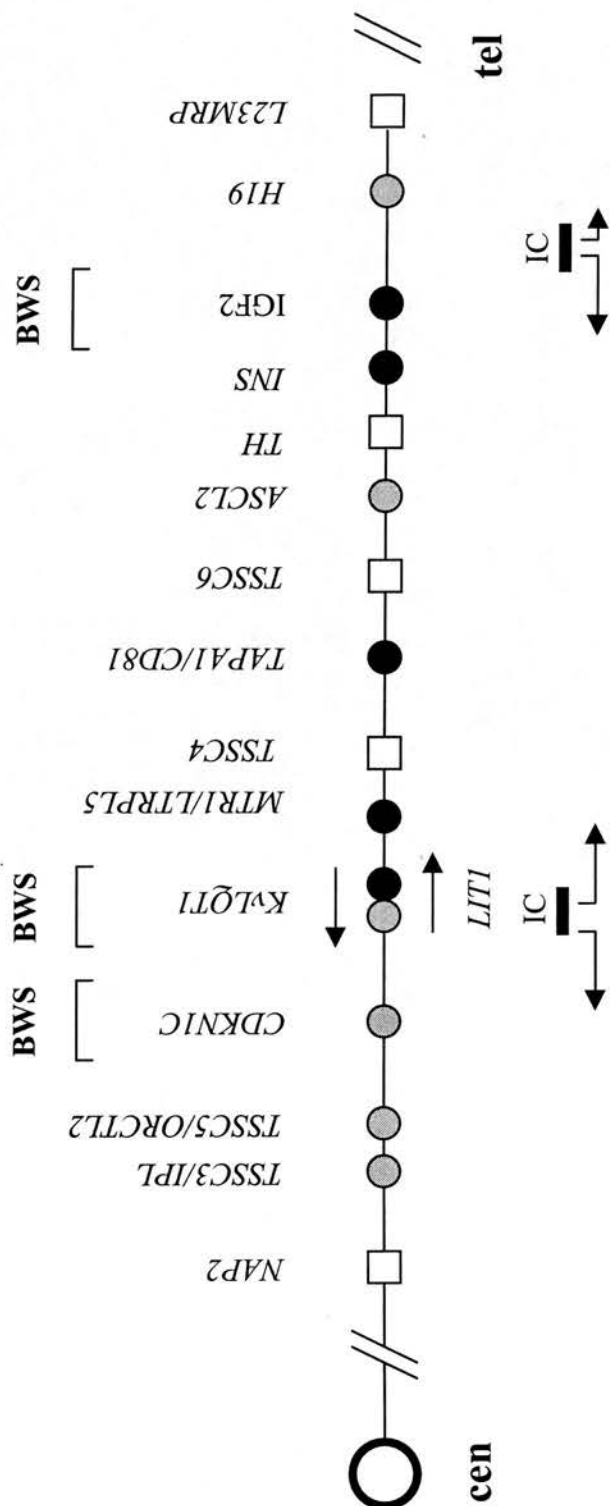 BWS BWS BWS
NAP2
TSSC3/IPL
TSSC5/ORCTL2
CDKN1C
KvLQT1
MTR1/LTRPL5
TSSC4
TAPA1/CD81
TSSC6
ASCL2
TH
INS
IGF2
H19
L23MRP
LIT1
cen
tel
IC IC